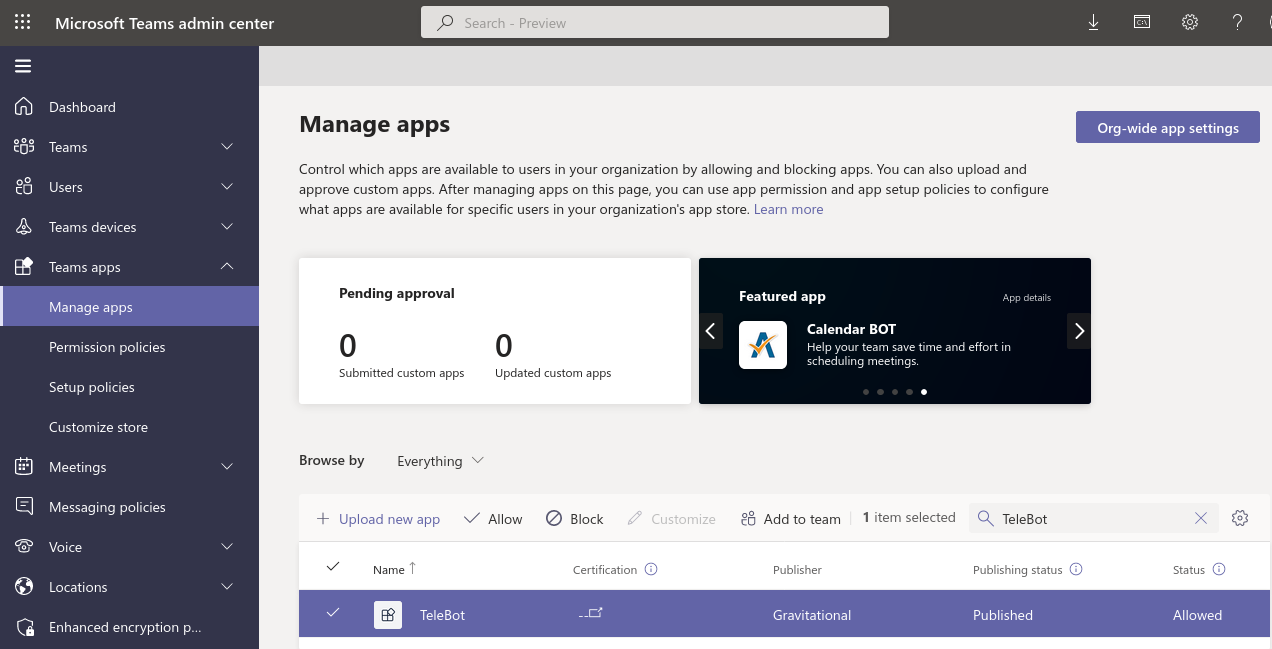 Microsoft Teams admin center
Search - Preview
C:\
?
Dashboard
Teams
Users
Teams devices
Teams apps
Manage apps
Permission policies
Setup policies
Customize store
Meetings
Messaging policies
Voice
Locations
Enhanced encryption p...
Manage apps
Org-wide app settings
Control which apps are available to users in your organization by allowing and blocking apps. You can also upload and
approve custom apps. After managing apps on this page, you can use app permission and app setup policies to configure
what apps are available for specific users in your organization's app store. Learn more
Pending approval
0 0
Submitted custom apps Updated custom apps
Featured app App details
Calendar BOT
Help your team save time and effort in
scheduling meetings.
Browse by Everything
+ Upload new app Allow Block Customize Add to team 1 item selected TeleBot
Name ↑ Certification Publisher Publishing status Status
TeleBot -- Gravitational Published Allowed